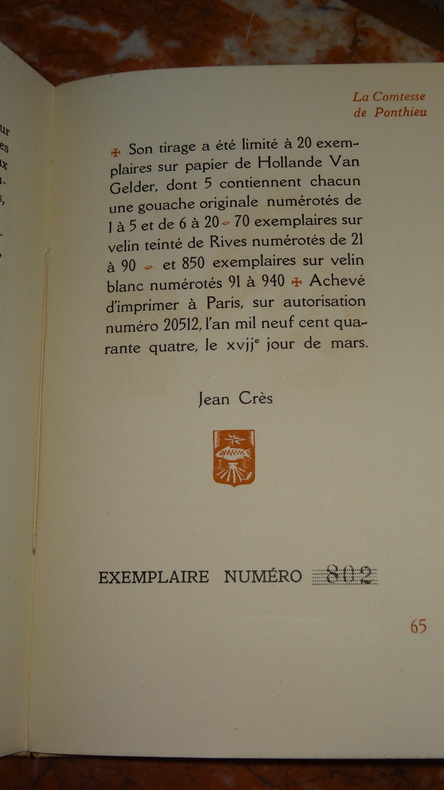 ur
es
ux
La Comtesse
de Ponthieu
✠ Son tirage a été limité à 20 exem-
plaires sur papier de Hollande Van
Gelder, dont 5 contiennent chacun
une gouache originale numérotés de
1 à 5 et de 6 à 20 - 70 exemplaires sur
velin teinté de Rives numérotés de 21
à 90 - et 850 exemplaires sur velin
blanc numérotés 91 à 940 ✠ Achevé
d'imprimer à Paris, sur autorisation
numéro 20512, l'an mil neuf cent qua-
rante quatre, le xvijᵉ jour de mars.
Jean Crès
EXEMPLAIRE NUMÉRO 802
65